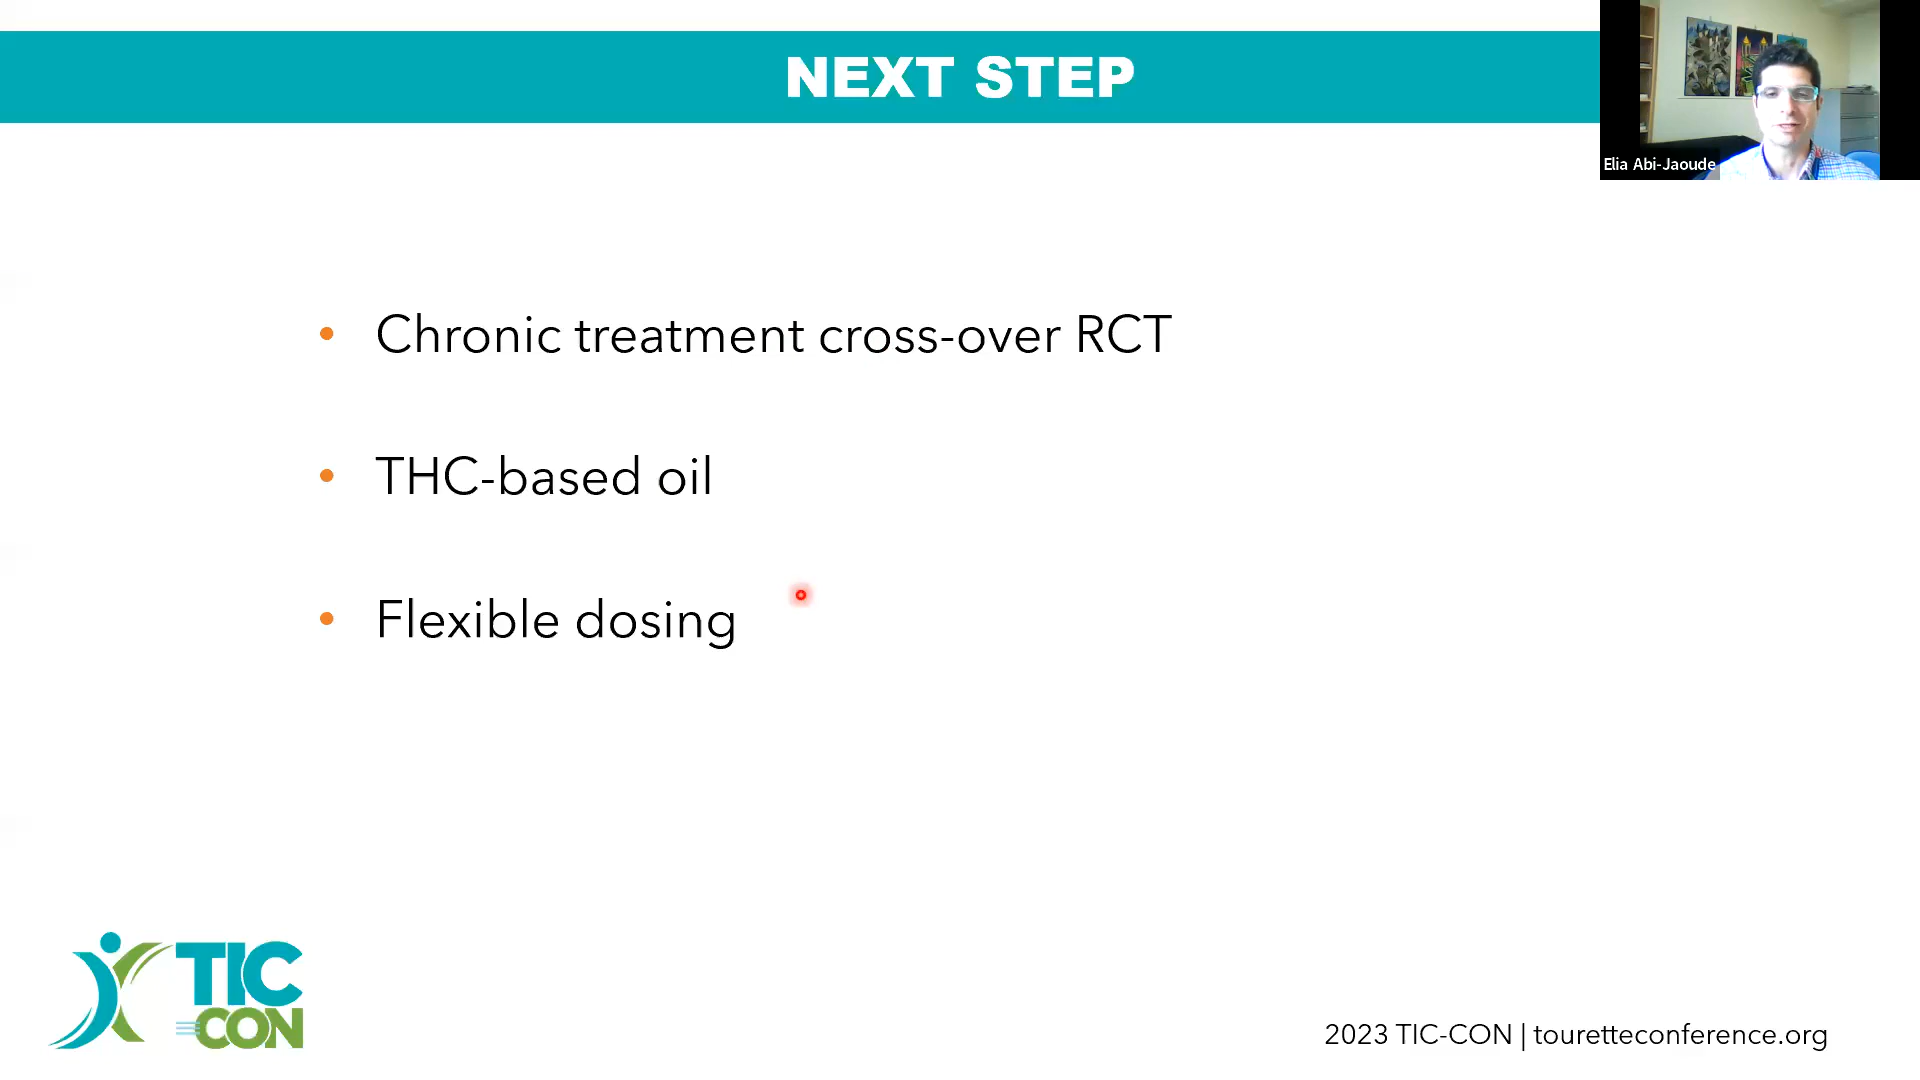 NEXT STEP
Elia Abi-Jaoude
• Chronic treatment cross-over RCT
• THC-based oil
• Flexible dosing
TIC
CON
2023 TIC-CON | touretteconference.org